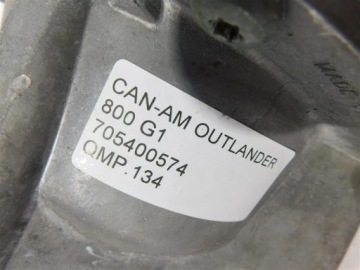 CAN-AM OUTLANDER
800 G1
705400574
QMP.134